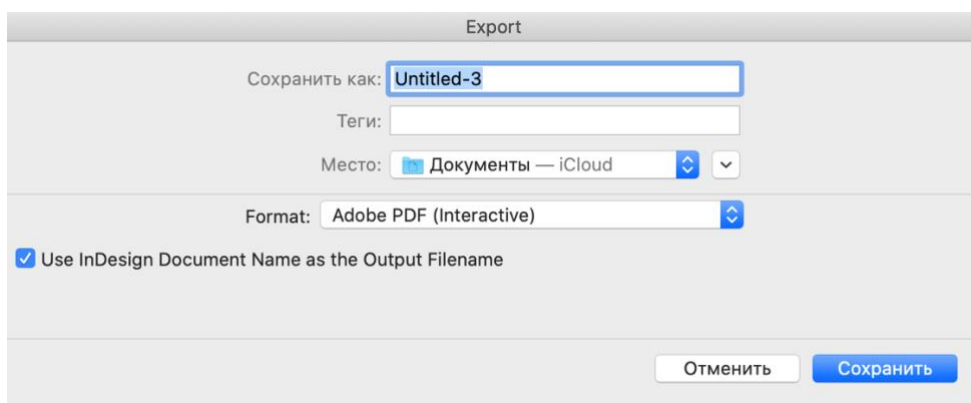 Export
Сохранить как: Untitled-3
Теги:
Место: Документы — iCloud
Format: Adobe PDF (Interactive)
Use InDesign Document Name as the Output Filename
Отменить Сохранить